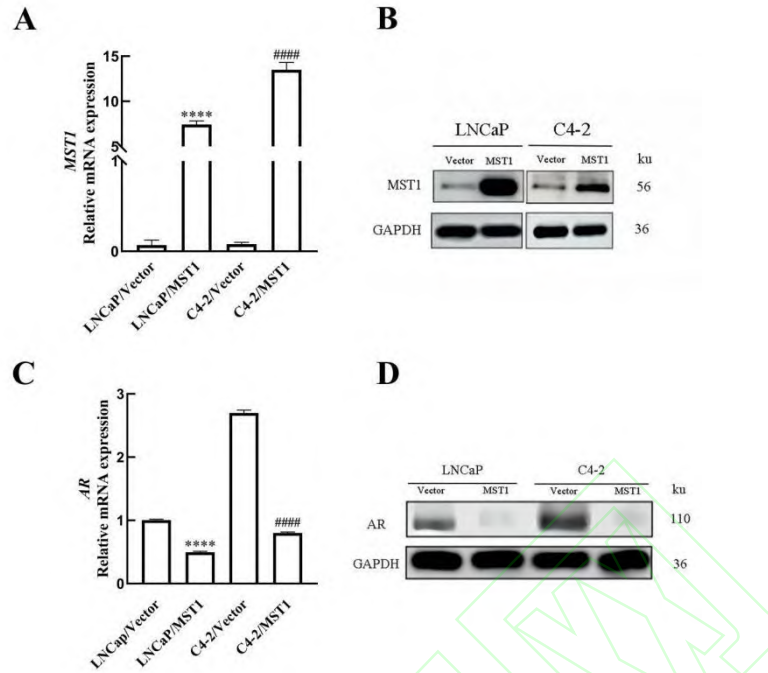 A
MST1
Relative mRNA expression
15
10
5
1
0
****
####
LNCaP/Vector
LNCaP/MST1
C4-2/Vector
C4-2/MST1
B
LNCaP
C4-2
Vector
MST1
Vector
MST1
ku
MST1
56
GAPDH
36
C
AR
Relative mRNA expression
3
2
1
0
****
####
LNCap/Vector
LNCaP/MST1
C4-2/Vector
C4-2/MST1
D
LNCaP
C4-2
Vector
MST1
Vector
MST1
ku
AR
110
GAPDH
36